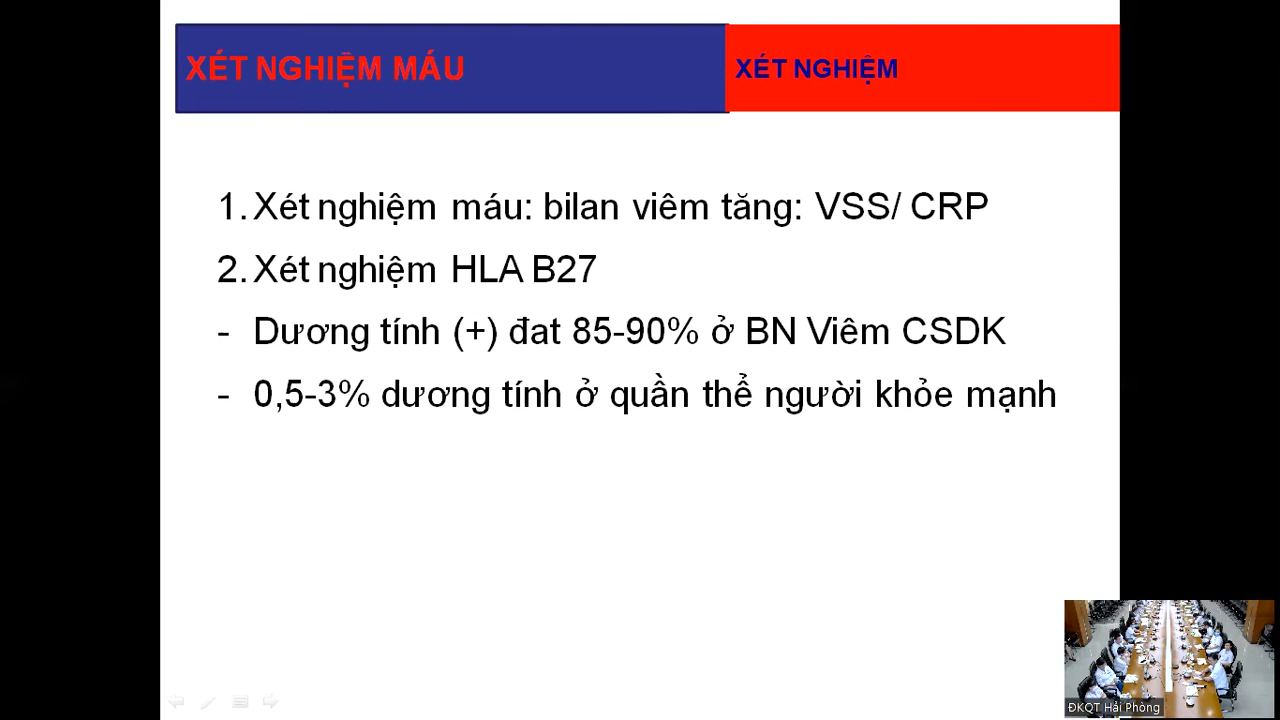 XÉT NGHIỆM MÁU
XÉT NGHIỆM
1. Xét nghiệm máu: bilan viêm tăng: VSS/ CRP
2. Xét nghiệm HLA B27
- Dương tính (+) đat 85-90% ở BN Viêm CSDK
- 0,5-3% dương tính ở quần thể người khỏe mạnh
ĐKQT Hải Phòng